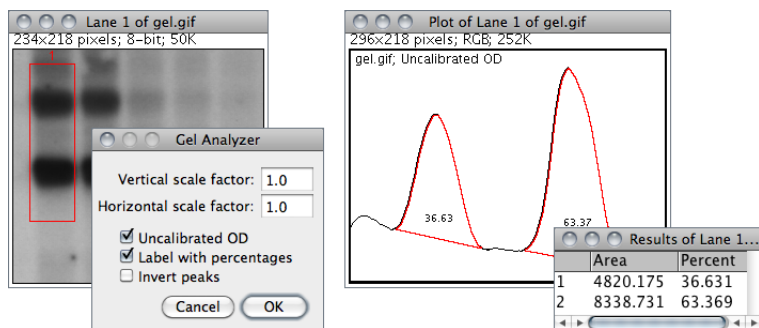 Lane 1 of gel.gif
234x218 pixels; 8-bit; 50K
1
Gel Analyzer
Vertical scale factor: 1.0
Horizontal scale factor: 1.0
Uncalibrated OD
Label with percentages
Invert peaks
Cancel OK
Plot of Lane 1 of gel.gif
296x218 pixels; RGB; 252K
gel.gif; Uncalibrated OD
36.63
63.37
Results of Lane 1...
Area Percent
1 4820.175 36.631
2 8338.731 63.369